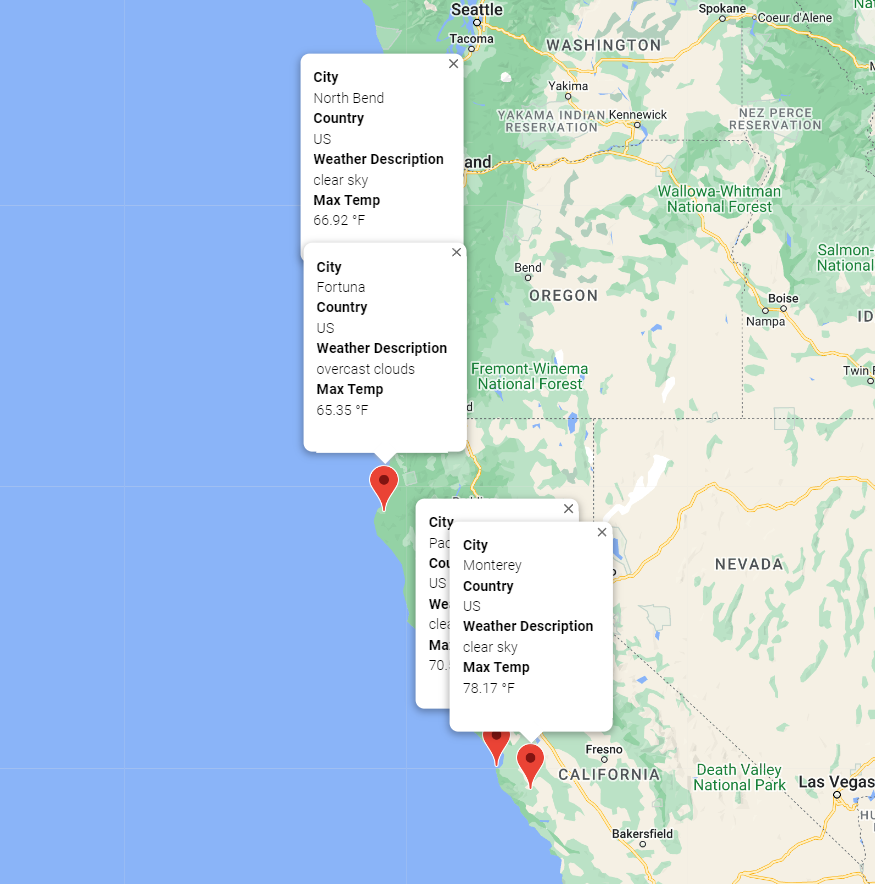 Seattle
Spokane
Coeur d'Alene
Tacoma
WASHINGTON
Yakima
YAKAMA INDIAN
RESERVATION
Kennewick
NEZ PERCE
RESERVATION
City
North Bend
Country
US
Weather Description
clear sky
Max Temp
66.92 °F
and
Wallowa-Whitman
National Forest
Salmon-
National
City
Fortuna
Country
US
Weather Description
overcast clouds
Max Temp
65.35 °F
Bend
OREGON
Boise
Nampa
ID
Fremont-Winema
National Forest
Twin F
d
City
Pac
Cou
US
We
clea
Ma
70.
City
Monterey
Country
US
Weather Description
clear sky
Max Temp
78.17 °F
NEVADA
Fresno
CALIFORNIA
Death Valley
National Park
Las Vegas
Bakersfield
HU